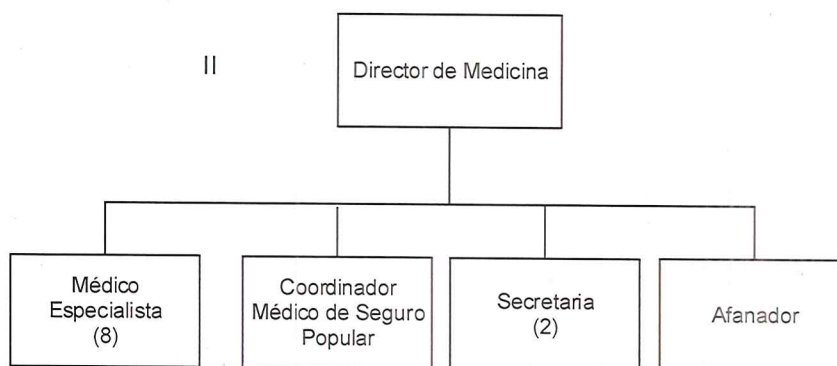 II
Director de Medicina
Médico
Especialista
(8)
Coordinador
Médico de Seguro
Popular
Secretaria
(2)
Afanador